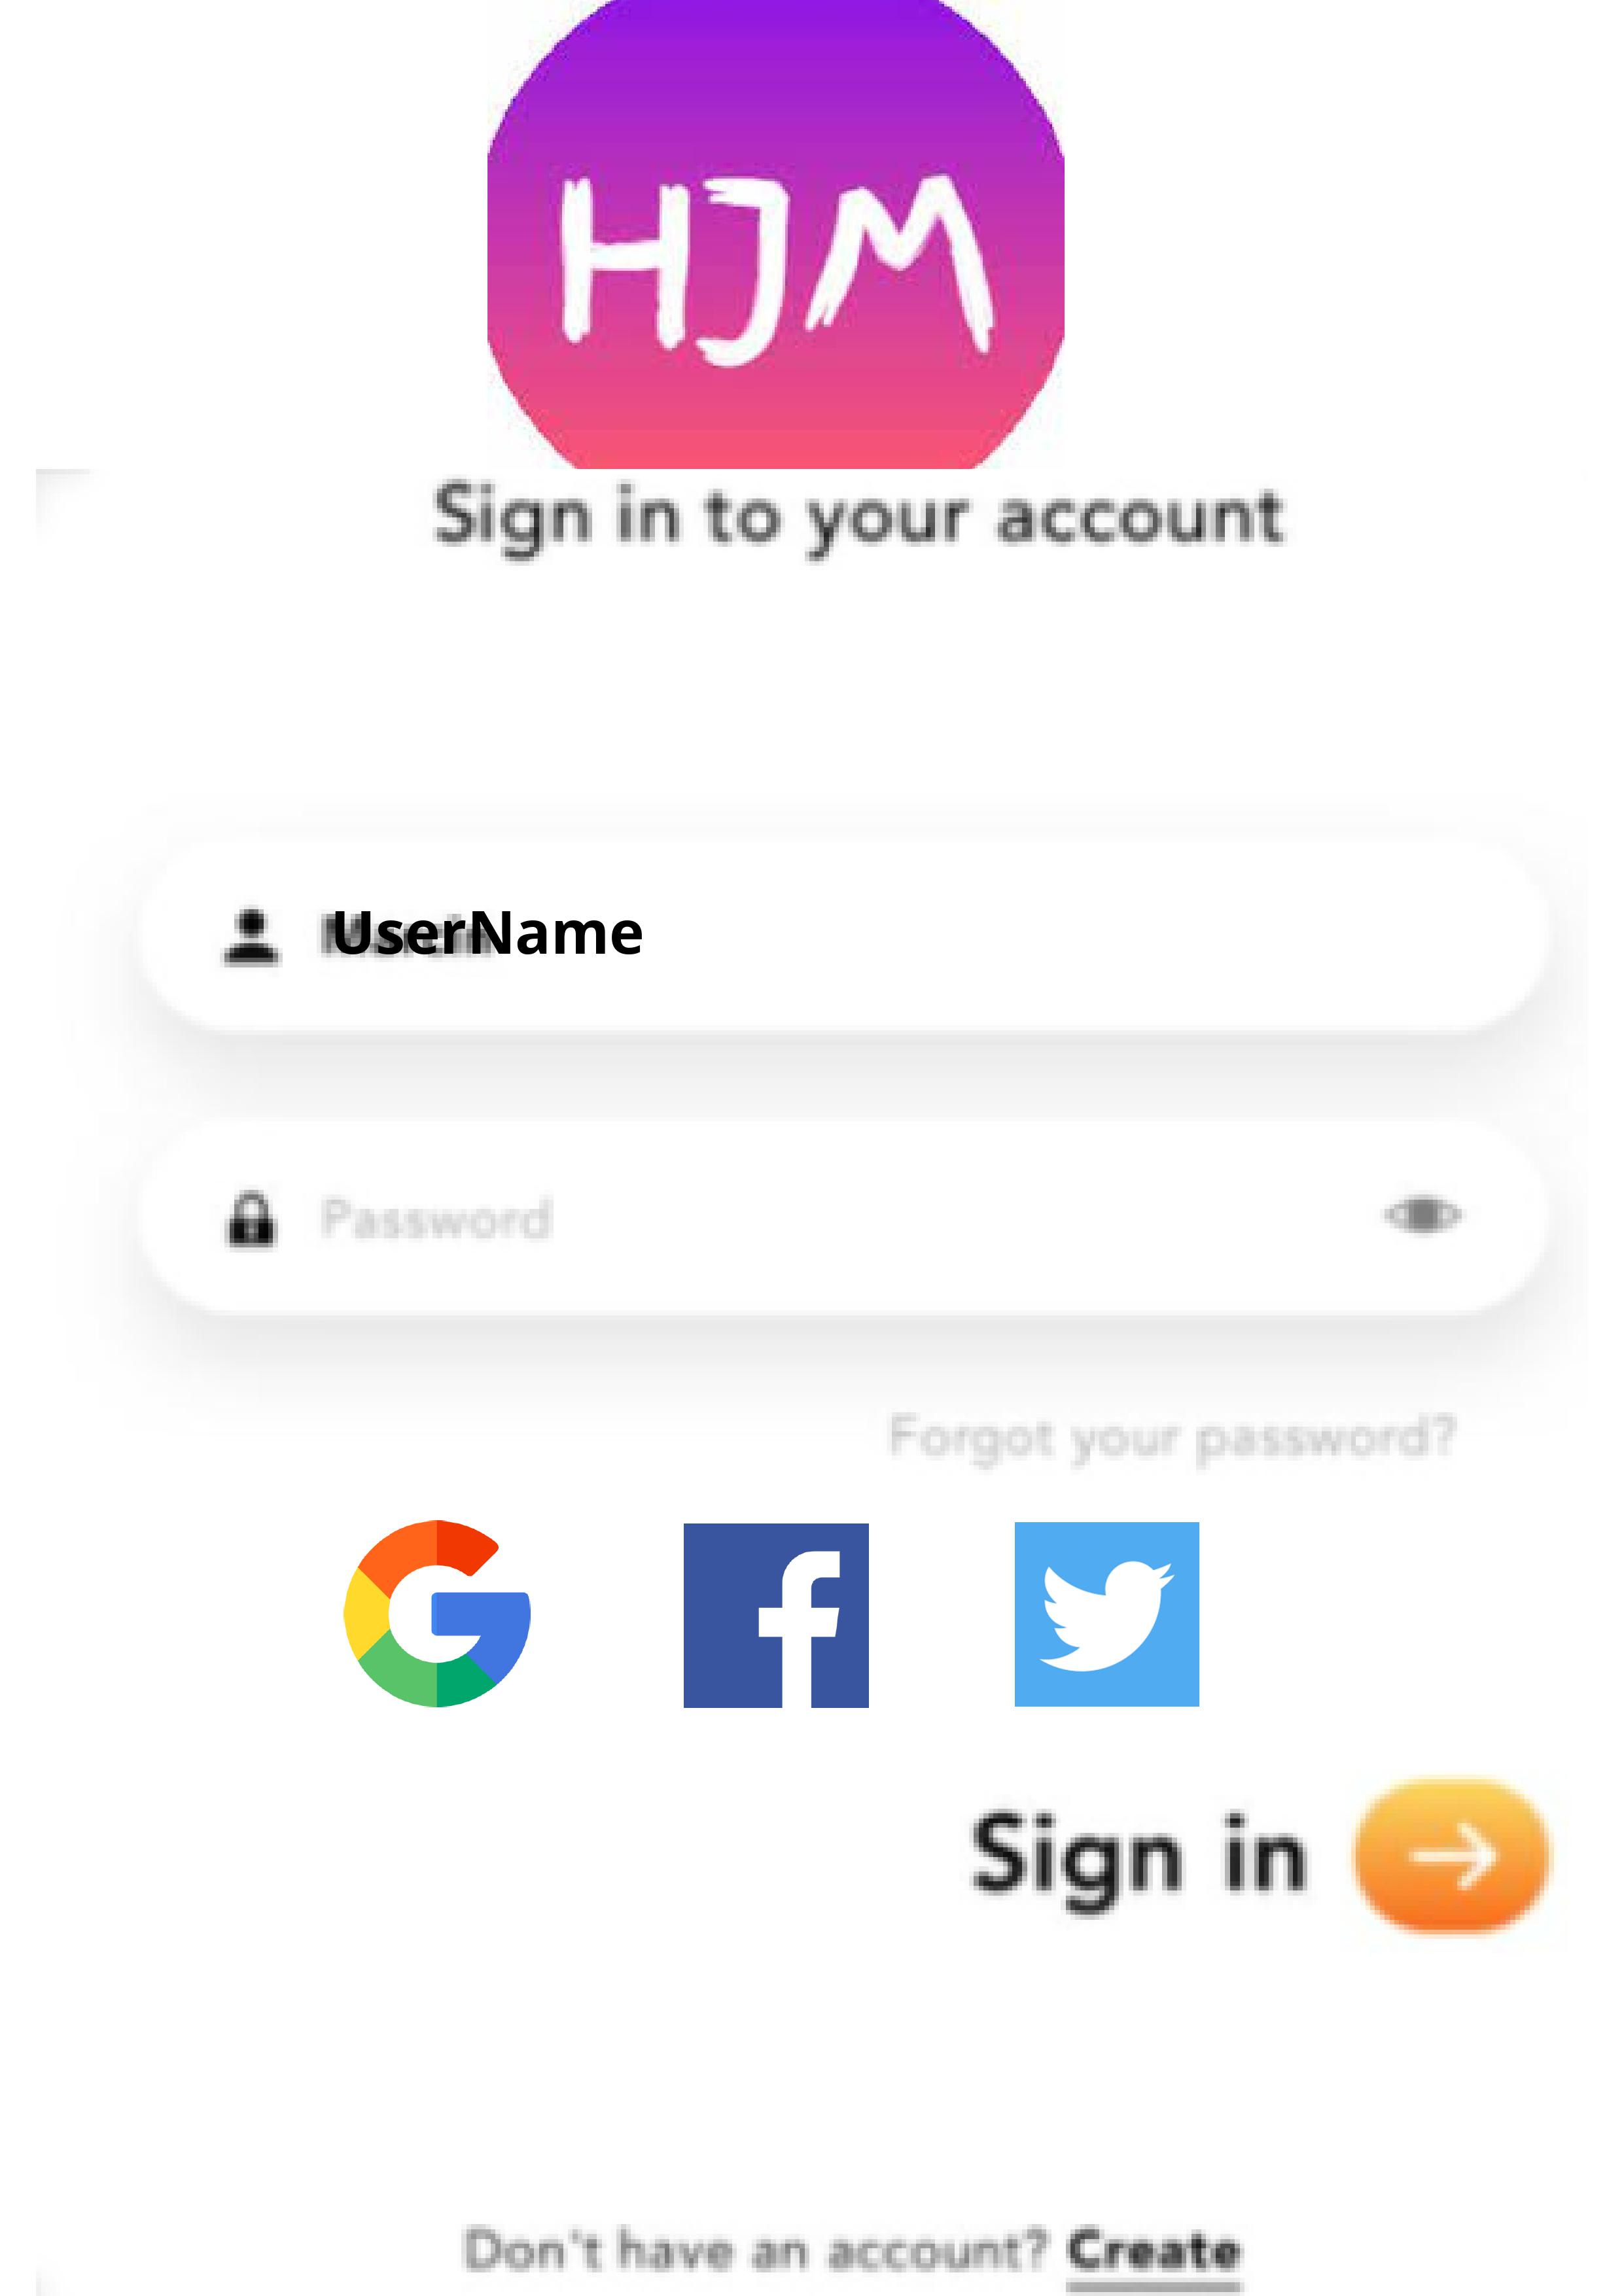 HJM
Sign in to your account
UserName
Password
Forgot your password?
Sign in
Don't have an account? Create